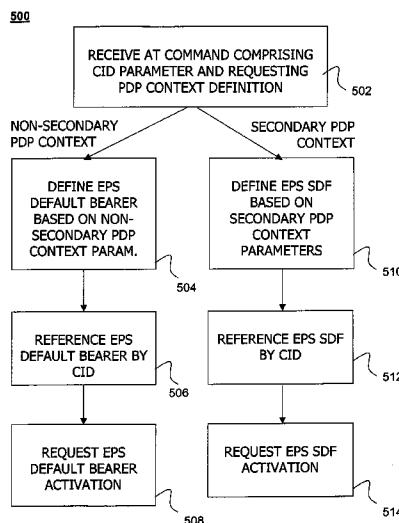 500
RECEIVE AT COMMAND COMPRISING
CID PARAMETER AND REQUESTING
PDP CONTEXT DEFINITION
502
NON-SECONDARY
PDP CONTEXT
SECONDARY PDP
CONTEXT
DEFINE EPS
DEFAULT BEARER
BASED ON NON-
SECONDARY PDP
CONTEXT PARAM.
504
DEFINE EPS SDF
BASED ON
SECONDARY PDP
CONTEXT
PARAMETERS
510
REFERENCE EPS
DEFAULT BEARER BY
CID
506
REFERENCE EPS SDF
BY CID
512
REQUEST EPS
DEFAULT BEARER
ACTIVATION
508
REQUEST EPS SDF
ACTIVATION
514